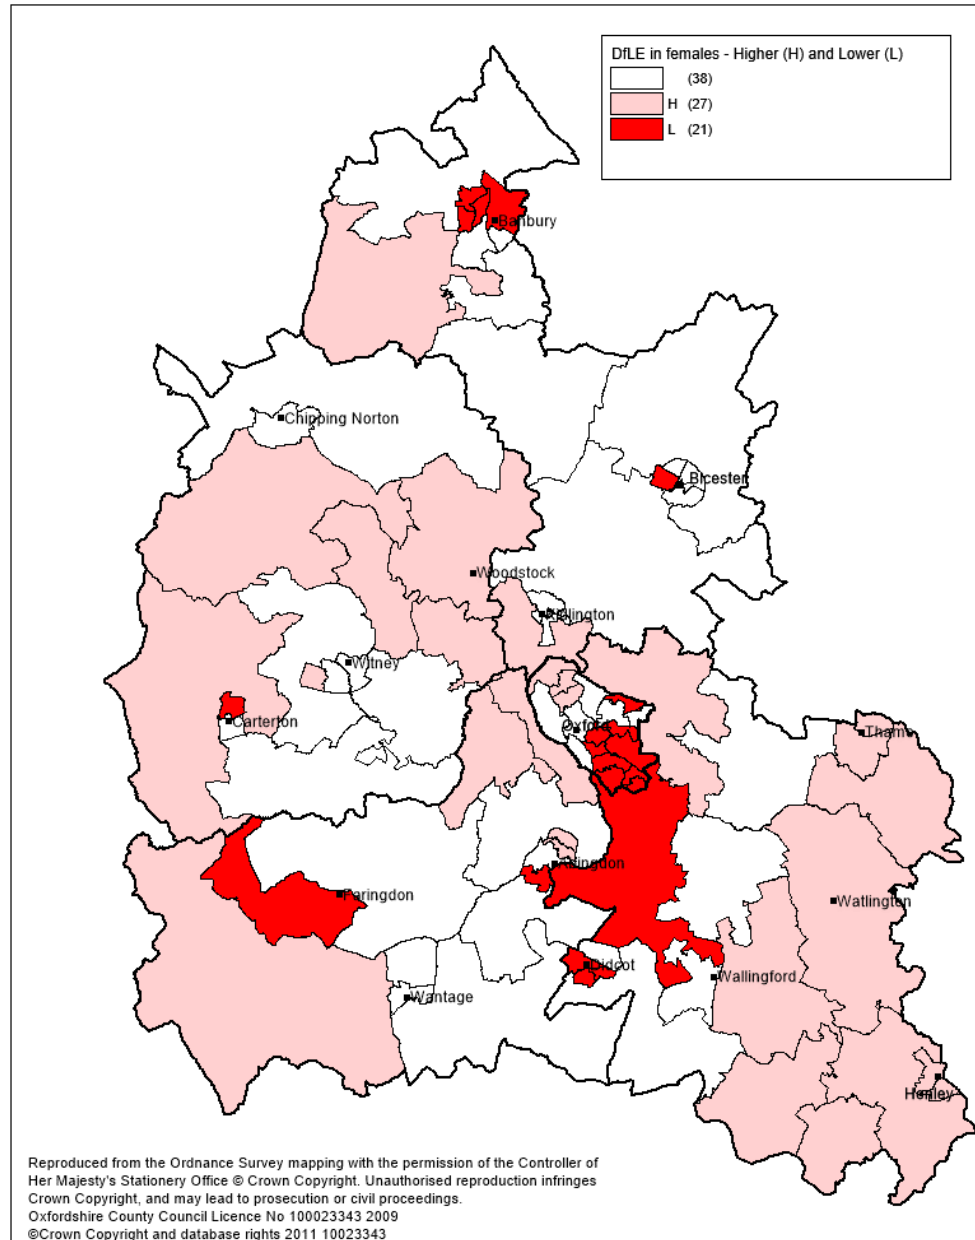 DfLE in females - Higher (H) and Lower (L)
(38)
H (27)
L (21)
Banbury
Chipping Norton
Bicester
Woodstock
Kidlington
Witney
Carterton
Oxford
Thame
Abingdon
Faringdon
Watlington
Didcot
Wallingford
Wantage
Henley
Reproduced from the Ordnance Survey mapping with the permission of the Controller of
Her Majesty's Stationery Office © Crown Copyright. Unauthorised reproduction infringes
Crown Copyright, and may lead to prosecution or civil proceedings.
Oxfordshire County Council Licence No 100023343 2009
©Crown Copyright and database rights 2011 10023343